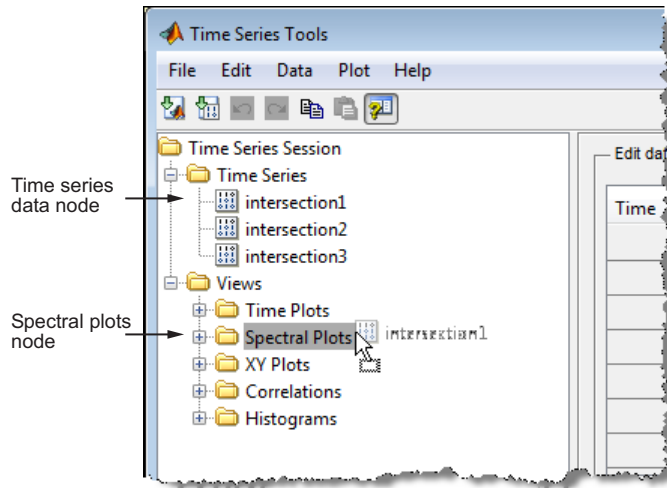 Time Series Tools
File Edit Data Plot Help
Time Series Session
Time Series
intersection1
intersection2
intersection3
Views
Time Plots
Spectral Plots
intersection1
XY Plots
Correlations
Histograms
Time series
data node
Spectral plots
node
Edit da
Time